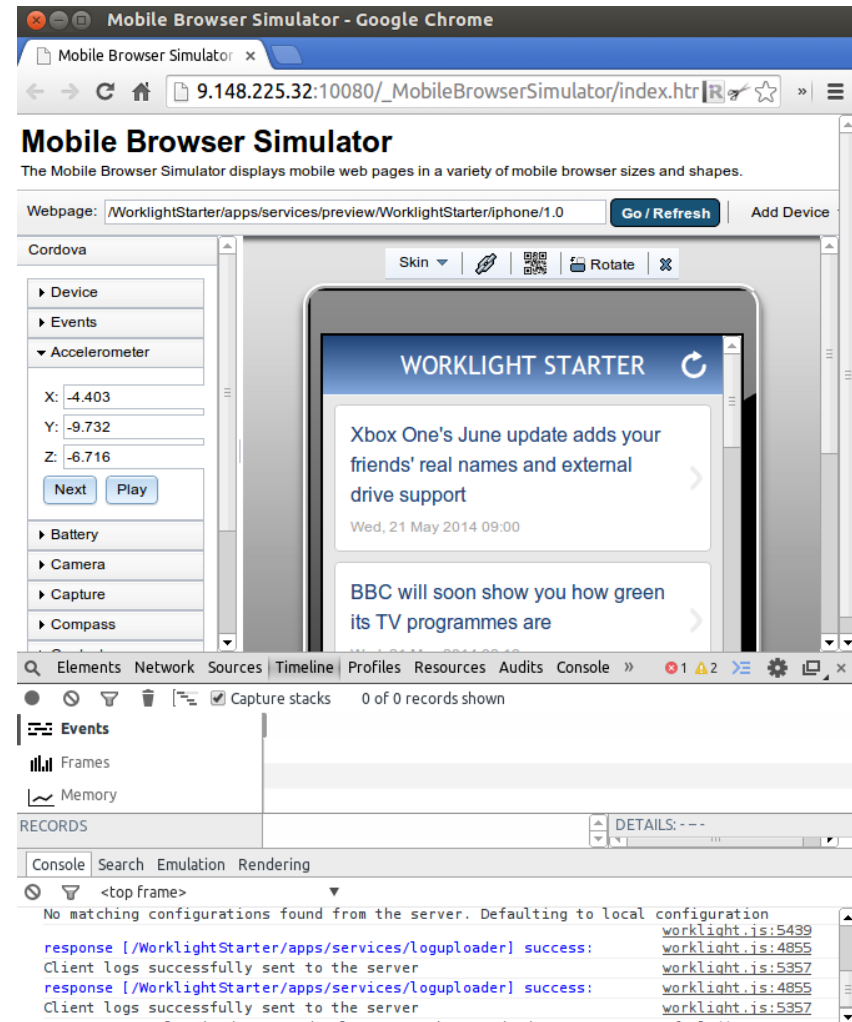 Mobile Browser Simulator - Google Chrome
Mobile Browser Simulator ×
9.148.225.32:10080/_MobileBrowserSimulator/index.htr
Mobile Browser Simulator
The Mobile Browser Simulator displays mobile web pages in a variety of mobile browser sizes and shapes.
Webpage: /WorklightStarter/apps/services/preview/WorklightStarter/iphone/1.0 Go / Refresh Add Device
Cordova
Skin Rotate
Device
Events
Accelerometer
X: -4.403
Y: -9.732
Z: -6.716
Next Play
Battery
Camera
Capture
Compass
WORKLIGHT STARTER
Xbox One's June update adds your
friends' real names and external
drive support
Wed, 21 May 2014 09:00
BBC will soon show you how green
its TV programmes are
Elements Network Sources Timeline Profiles Resources Audits Console » 1 2
Capture stacks 0 of 0 records shown
Events
Frames
Memory
RECORDS DETAILS: - – -
Console Search Emulation Rendering
<top frame>
No matching configurations found from the server. Defaulting to local configuration
worklight.js:5439
response [/WorklightStarter/apps/services/loguploader] success: worklight.js:4855
Client logs successfully sent to the server worklight.js:5357
response [/WorklightStarter/apps/services/loguploader] success: worklight.js:4855
Client logs successfully sent to the server worklight.js:5357